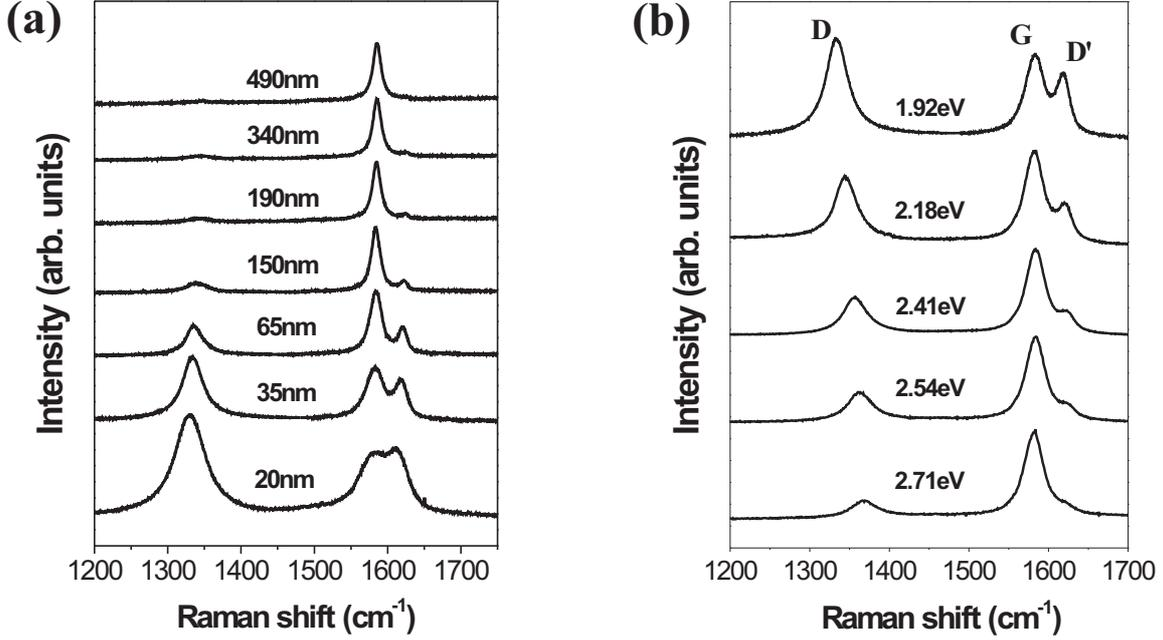 (a)
490nm
340nm
190nm
150nm
65nm
35nm
20nm
Intensity (arb. units)
1200 1300 1400 1500 1600 1700
Raman shift (cm-1)
(b)
D G D'
1.92eV
2.18eV
2.41eV
2.54eV
2.71eV
Intensity (arb. units)
1200 1300 1400 1500 1600 1700
Raman shift (cm-1)